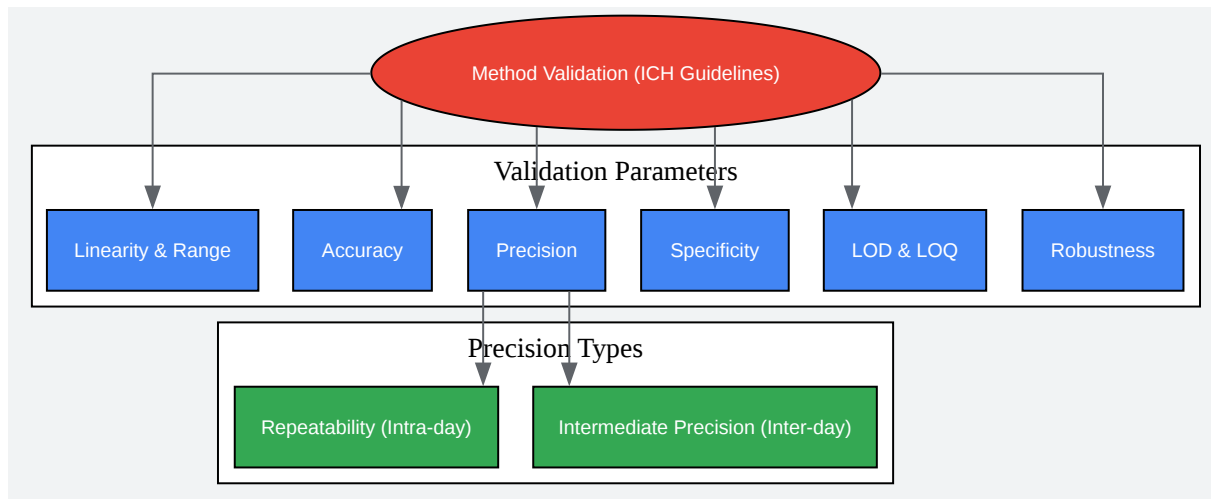 Method Validation (ICH Guidelines)
Validation Parameters
Linearity & Range
Accuracy
Precision
Specificity
LOD & LOQ
Robustness
Precision Types
Repeatability (Intra-day)
Intermediate Precision (Inter-day)